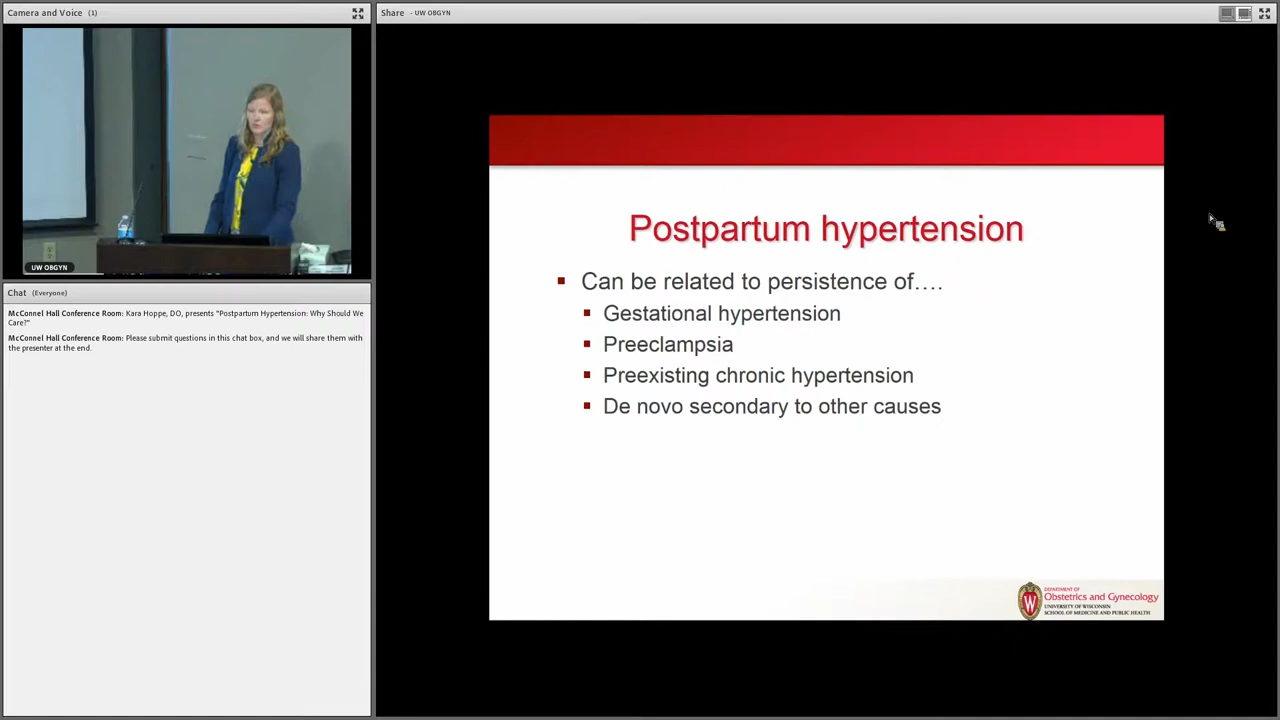 Camera and Voice (1)
UW OBGYN
Chat (Everyone)
McConnel Hall Conference Room: Kara Hoppe, DO, presents "Postpartum Hypertension: Why Should We
Care?"
McConnel Hall Conference Room: Please submit questions in this chat box, and we will share them with
the presenter at the end.
Share - UW OBGYN
Postpartum hypertension
Can be related to persistence of….
Gestational hypertension
Preeclampsia
Preexisting chronic hypertension
De novo secondary to other causes
W
DEPARTMENT OF
Obstetrics and Gynecology
UNIVERSITY OF WISCONSIN
SCHOOL OF MEDICINE AND PUBLIC HEALTH